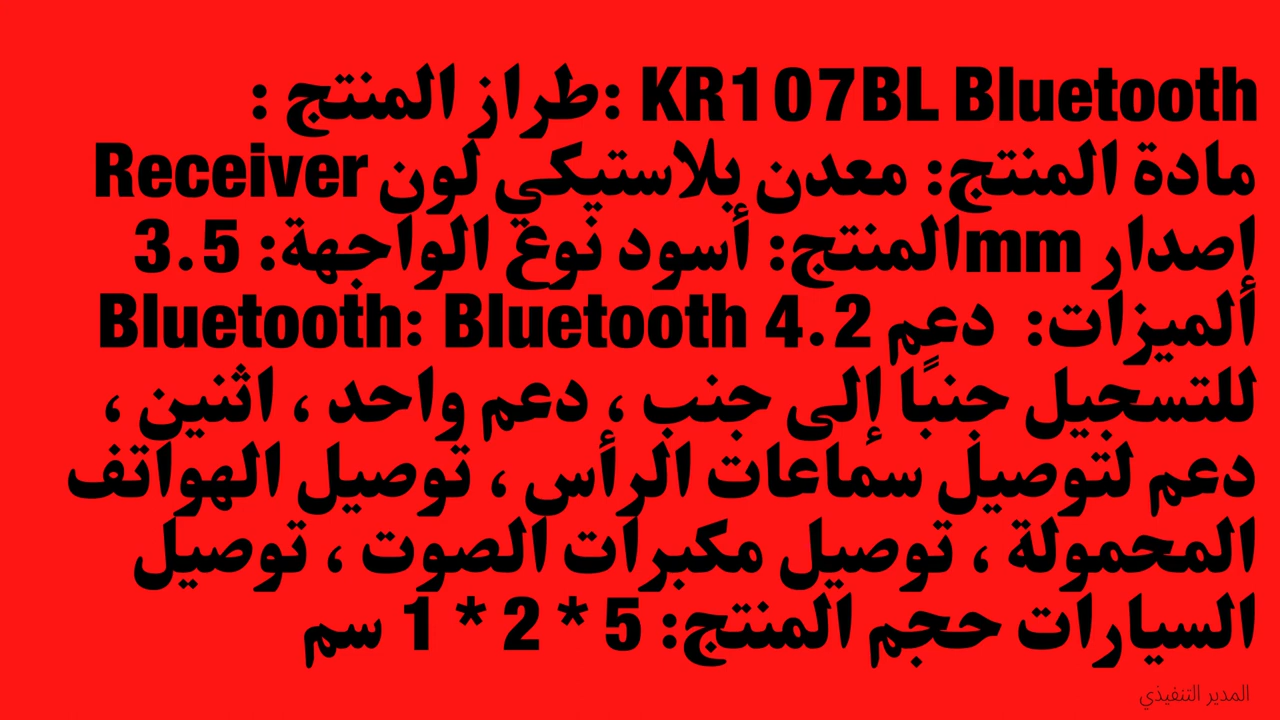 KR107BL Bluetooth :طراز المنتج :
مادة المنتج: معدن بلاستيكي لون Receiver
إصدار mmالمنتج: أسود نوع الواجهة: 3.5
ألميزات: دعم Bluetooth: Bluetooth 4.2
للتسجيل جنبًا إلى جنب ، دعم واحد ، اثنين ،
دعم لتوصيل سماعات الرأس ، توصيل الهواتف
المحمولة ، توصيل مكبرات الصوت ، توصيل
السيارات حجم المنتج: 5 * 2 * 1 سم
المدير التنفيذي